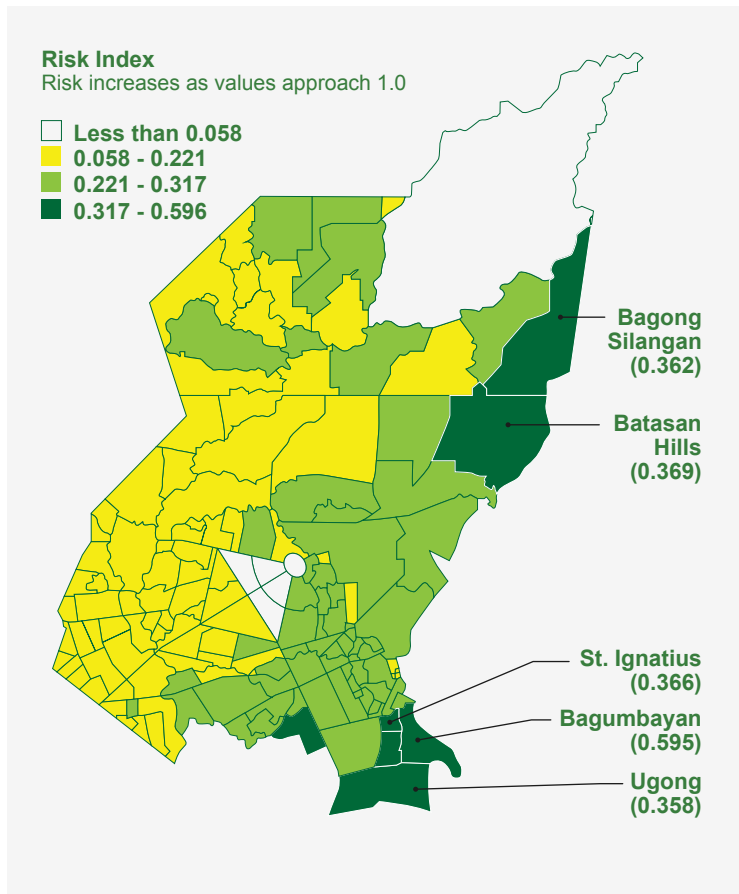 Risk Index
Risk increases as values approach 1.0
Less than 0.058
0.058 - 0.221
0.221 - 0.317
0.317 - 0.596
Bagong
Silangan
(0.362)
Batasan
Hills
(0.369)
St. Ignatius
(0.366)
Bagumbayan
(0.595)
Ugong
(0.358)